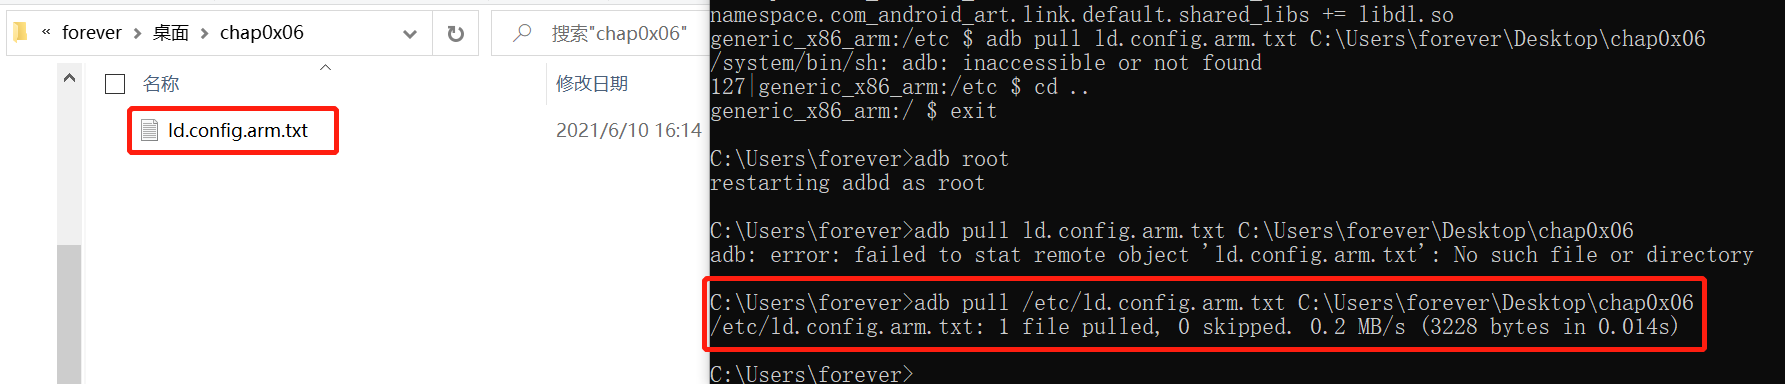 « forever > 桌面 > chap0x06
搜索"chap0x06"
名称
修改日期
ld.config.arm.txt
2021/6/10 16:14
namespace.com_android_art.link.default.shared_libs += libdl.so
generic_x86_arm:/etc $ adb pull ld.config.arm.txt C:\Users\forever\Desktop\chap0x06
/system/bin/sh: adb: inaccessible or not found
127|generic_x86_arm:/etc $ cd ..
generic_x86_arm:/ $ exit
C:\Users\forever>adb root
restarting adbd as root
C:\Users\forever>adb pull ld.config.arm.txt C:\Users\forever\Desktop\chap0x06
adb: error: failed to stat remote object 'ld.config.arm.txt': No such file or directory
C:\Users\forever>adb pull /etc/ld.config.arm.txt C:\Users\forever\Desktop\chap0x06
/etc/ld.config.arm.txt: 1 file pulled, 0 skipped. 0.2 MB/s (3228 bytes in 0.014s)
C:\Users\forever>